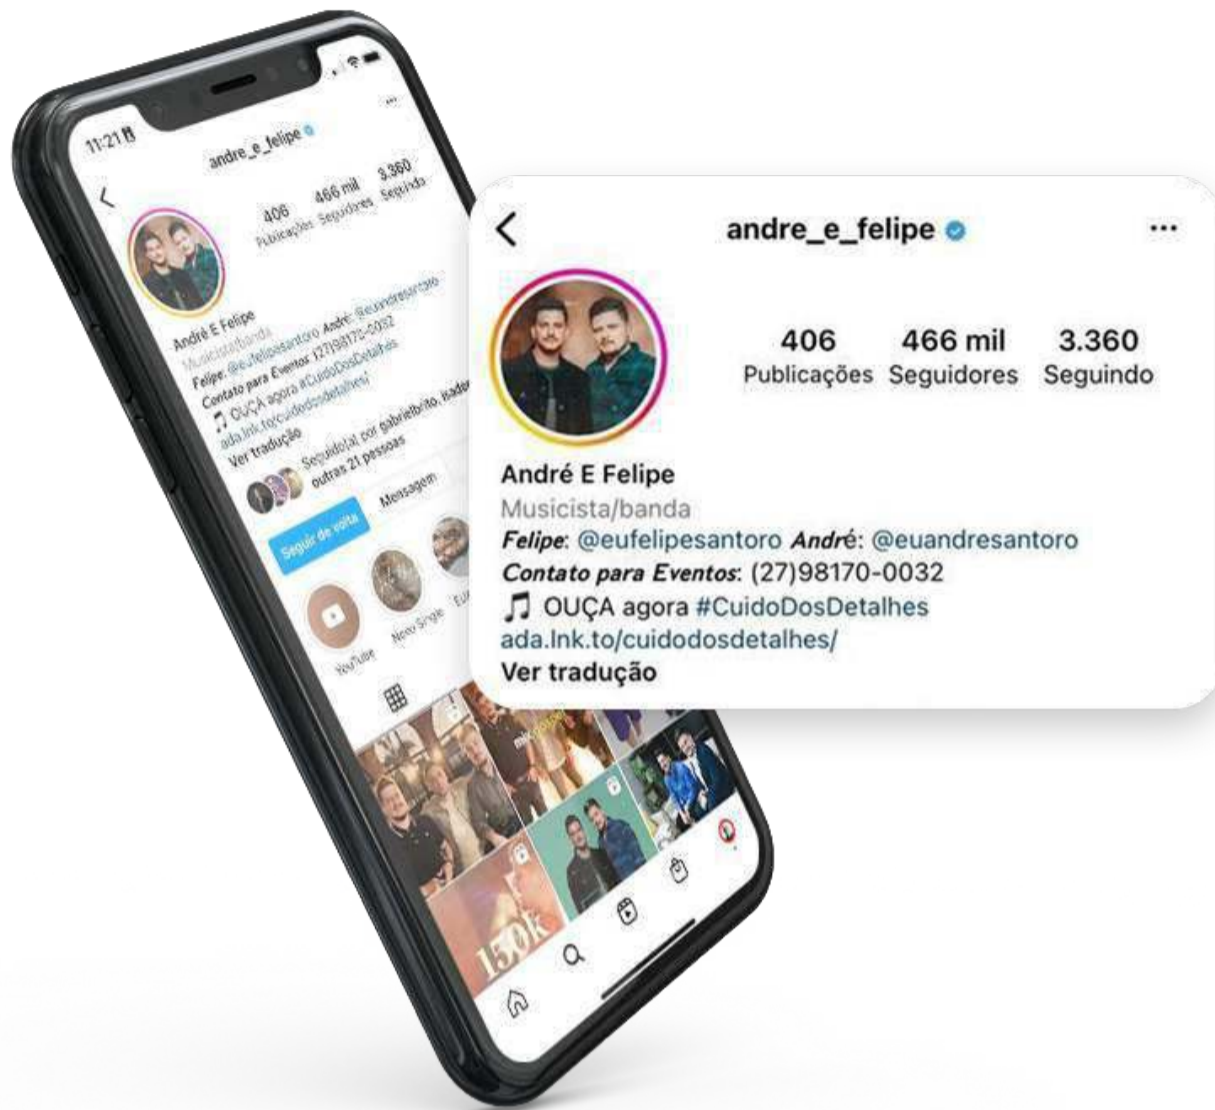 11:21
andre_e_felipe
406 466 mil 3.360
Publicações Seguidores Seguindo
André E Felipe
Musicista/banda
Felipe: @eufelipesantoro André: @euandresantoro
Contato para Eventos: (27)98170-0032
OUÇA agora #CuidoDosDetalhes
ada.lnk.to/cuidodosdetalhes/
Ver tradução
Seguido(a) por gabrielbrito, isador
outras 21 pessoas
Seguir de volta Mensagem
YouTube Novo Single
150k
andre_e_felipe
406 466 mil 3.360
Publicações Seguidores Seguindo
André E Felipe
Musicista/banda
Felipe: @eufelipesantoro André: @euandresantoro
Contato para Eventos: (27)98170-0032
OUÇA agora #CuidoDosDetalhes
ada.lnk.to/cuidodosdetalhes/
Ver tradução